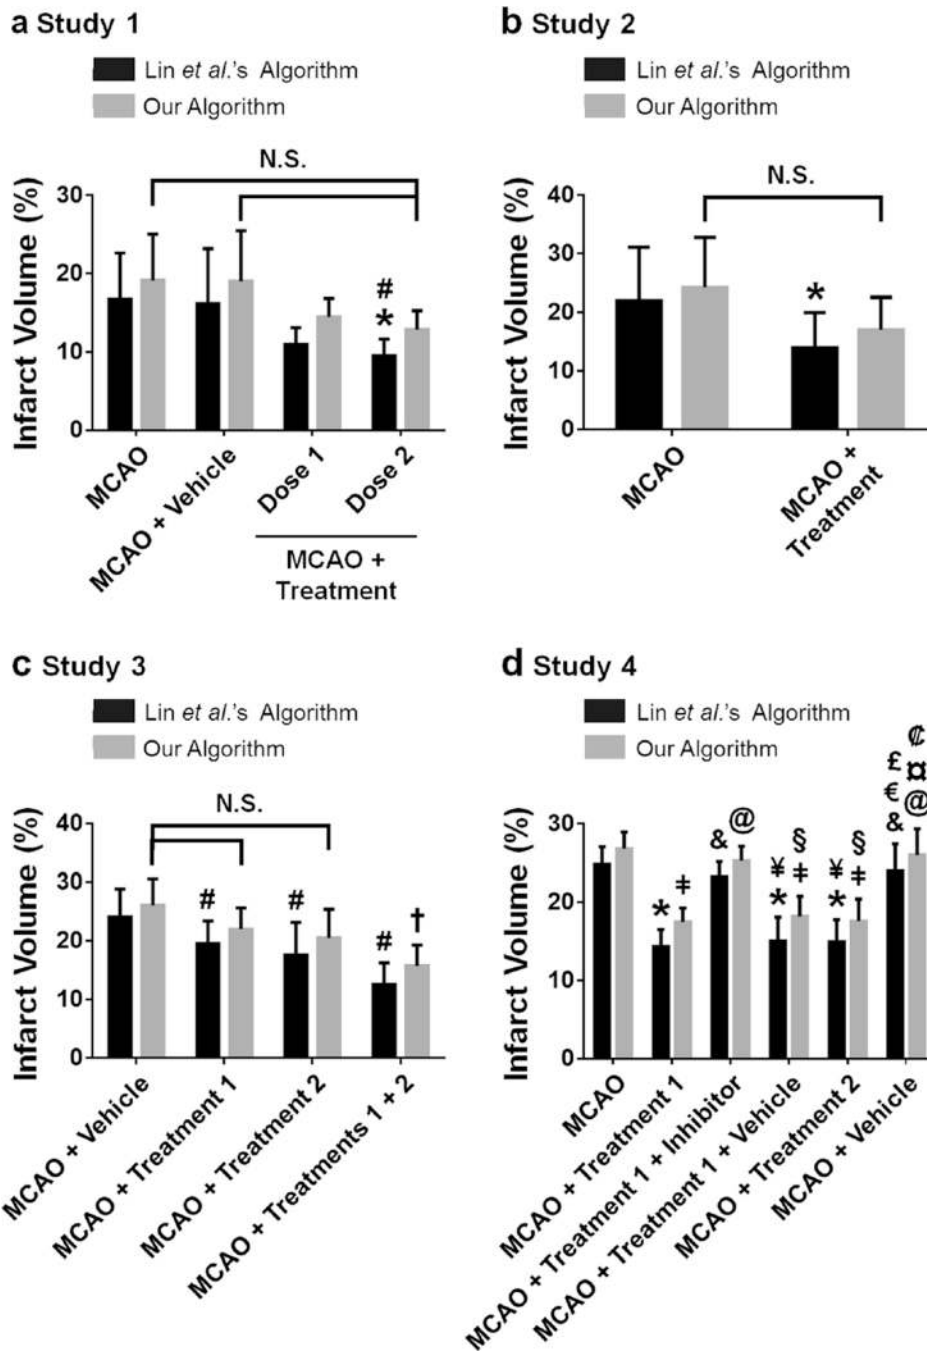 a Study 1
Lin et al.'s Algorithm
Our Algorithm
N.S.
Infarct Volume (%)
30
20
10
0
#
*
MCAO
MCAO + Vehicle
Dose 1
Dose 2
MCAO +
Treatment
b Study 2
Lin et al.'s Algorithm
Our Algorithm
N.S.
Infarct Volume (%)
40
30
20
10
0
*
MCAO
MCAO +
Treatment
c Study 3
Lin et al.'s Algorithm
Our Algorithm
N.S.
Infarct Volume (%)
40
30
20
10
0
#
#
#
†
MCAO + Vehicle
MCAO + Treatment 1
MCAO + Treatment 2
MCAO + Treatments 1 + 2
d Study 4
Lin et al.'s Algorithm
Our Algorithm
Infarct Volume (%)
30
20
10
0
*
‡
&
@
¥
*
§
‡
¥
*
§
‡
£
€
&
₡
¤
@
MCAO
MCAO + Treatment 1
MCAO + Treatment 1 + Inhibitor
MCAO + Treatment 1 + Vehicle
MCAO + Treatment 2
MCAO + Vehicle